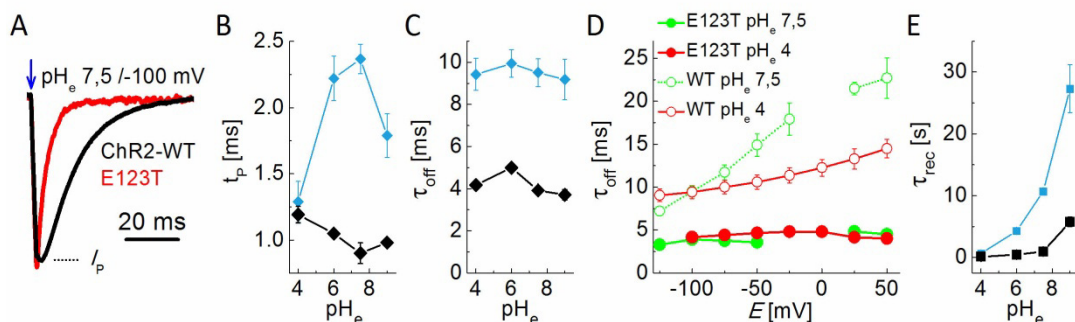 A
pHe 7,5 /-100 mV
ChR2-WT
E123T
20 ms
IP
B
tP [ms]
2.5
2.0
1.5
1.0
4 6 8
pHe
C
τoff [ms]
10
8
6
4
2
0
4 6 8
pHe
D
E123T pHe 7,5
E123T pHe 4
WT pHe 7,5
WT pHe 4
τoff [ms]
25
20
15
10
5
0
-100 -50 0 50
E [mV]
E
τrec [s]
30
20
10
0
4 6 8
pHe